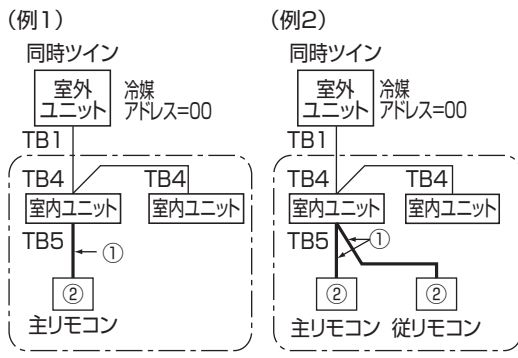 (例1)
同時ツイン
室外
ユニット
冷媒
アドレス=00
TB1
TB4
TB4
室内ユニット
室内ユニット
TB5
①
②
主リモコン
(例2)
同時ツイン
室外
ユニット
冷媒
アドレス=00
TB1
TB4
TB4
室内ユニット
室内ユニット
TB5
①
②
②
主リモコン
従リモコン